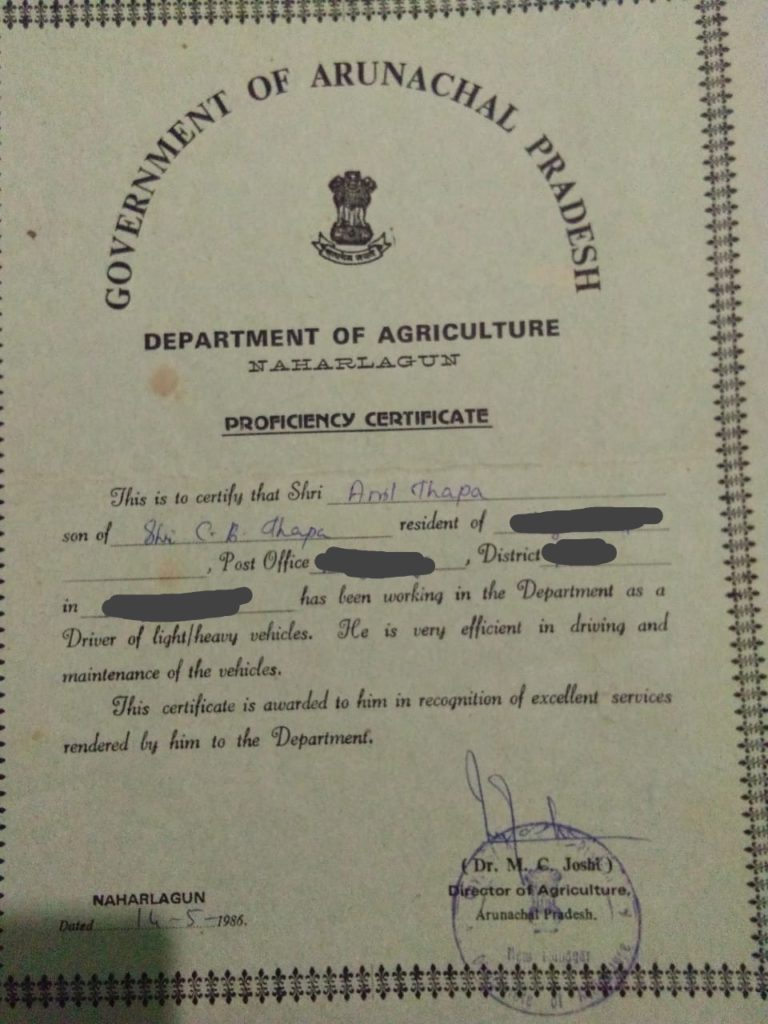 GOVERNMENT OF ARUNACHAL PRADESH
सत्यमेव जयते
DEPARTMENT OF AGRICULTURE
NAHARLAGUN
PROFICIENCY CERTIFICATE
This is to certify that Shri Anil Thapa
son of Shri C. B. Thapa resident of
, Post Office , District
in has been working in the Department as a
Driver of light/heavy vehicles. He is very efficient in driving and
maintenance of the vehicles.
This certificate is awarded to him in recognition of excellent services
rendered by him to the Department.
( Dr. M. C. Joshi )
Director of Agriculture,
Arunachal Pradesh.
NAHARLAGUN
Dated 14-5-1986.